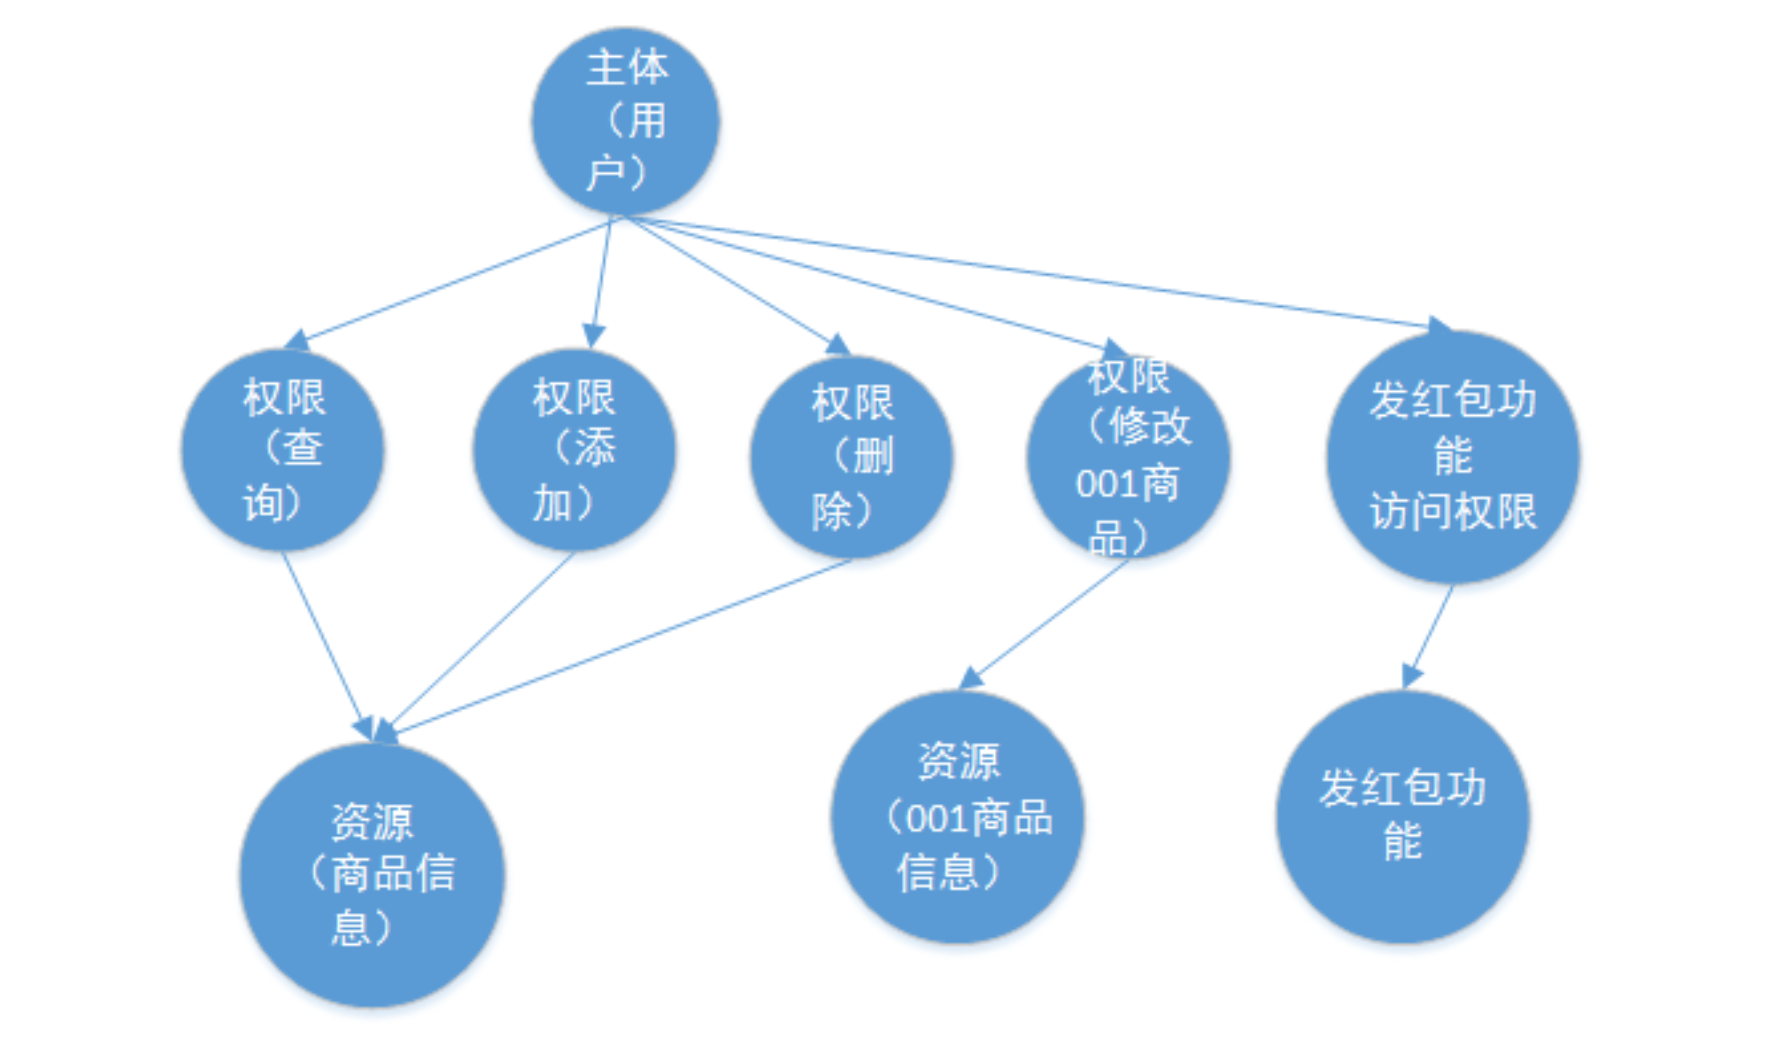 主体
（用
户）
权限
（查
询）
权限
（添
加）
权限
（删
除）
权限
（修改
001商
品）
发红包功
能
访问权限
资源
（商品信
息）
资源
（001商品
信息）
发红包功
能